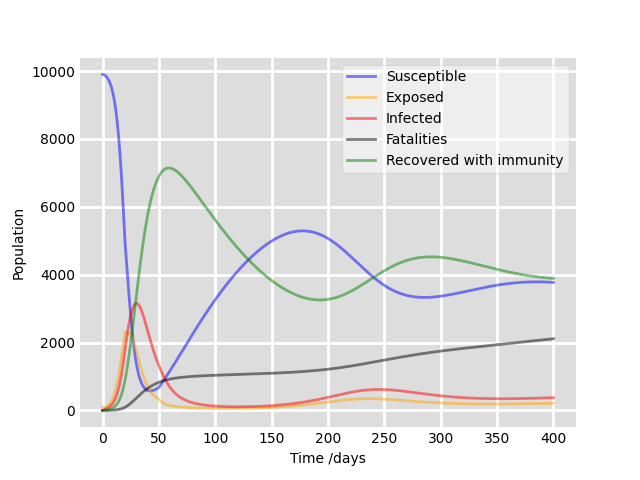 10000
8000
6000
4000
2000
0
Population
Susceptible
Exposed
Infected
Fatalities
Recovered with immunity
0 50 100 150 200 250 300 350 400
Time /days